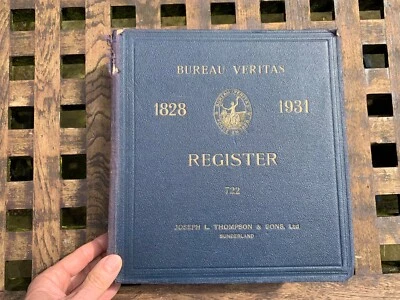 BUREAU VERITAS
1828 1931
REGISTER
722
JOSEPH L. THOMPSON & SONS, Ltd
SUNDERLAND